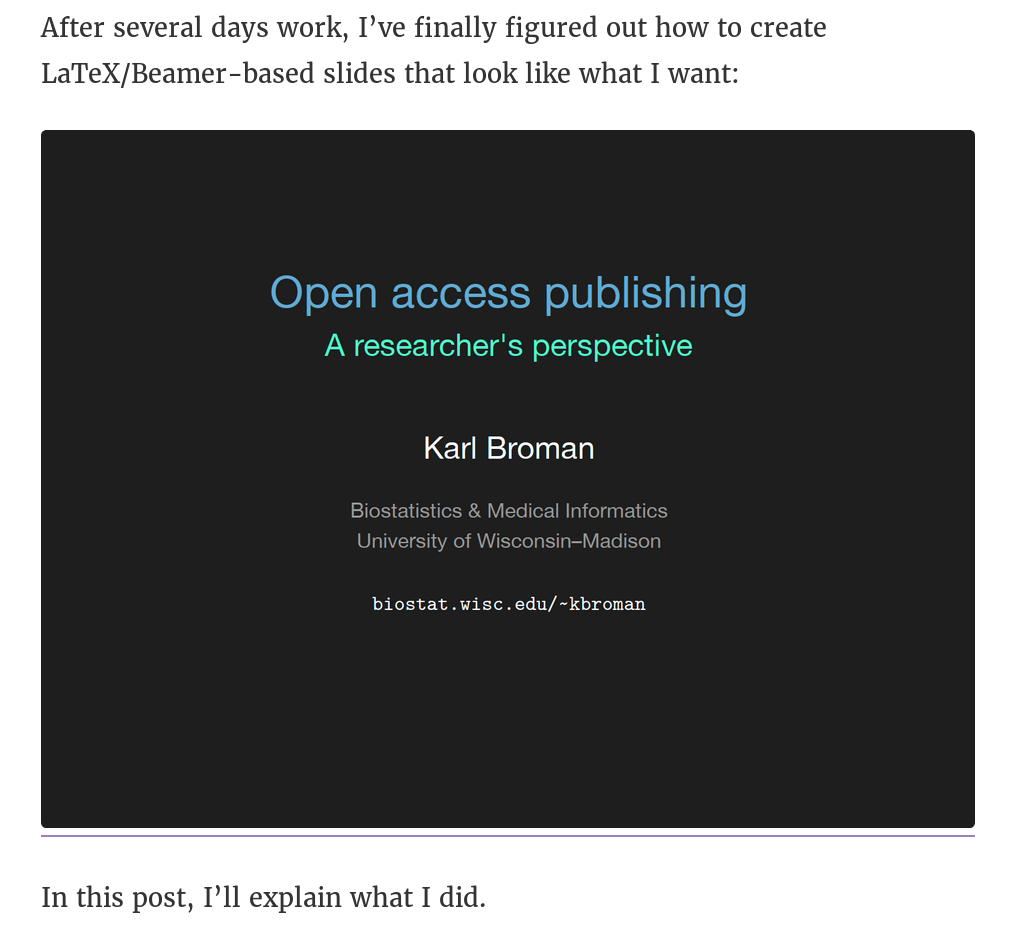 After several days work, I’ve finally figured out how to create
LaTeX/Beamer-based slides that look like what I want:
Open access publishing
A researcher's perspective
Karl Broman
Biostatistics & Medical Informatics
University of Wisconsin–Madison
biostat.wisc.edu/~kbroman
In this post, I’ll explain what I did.